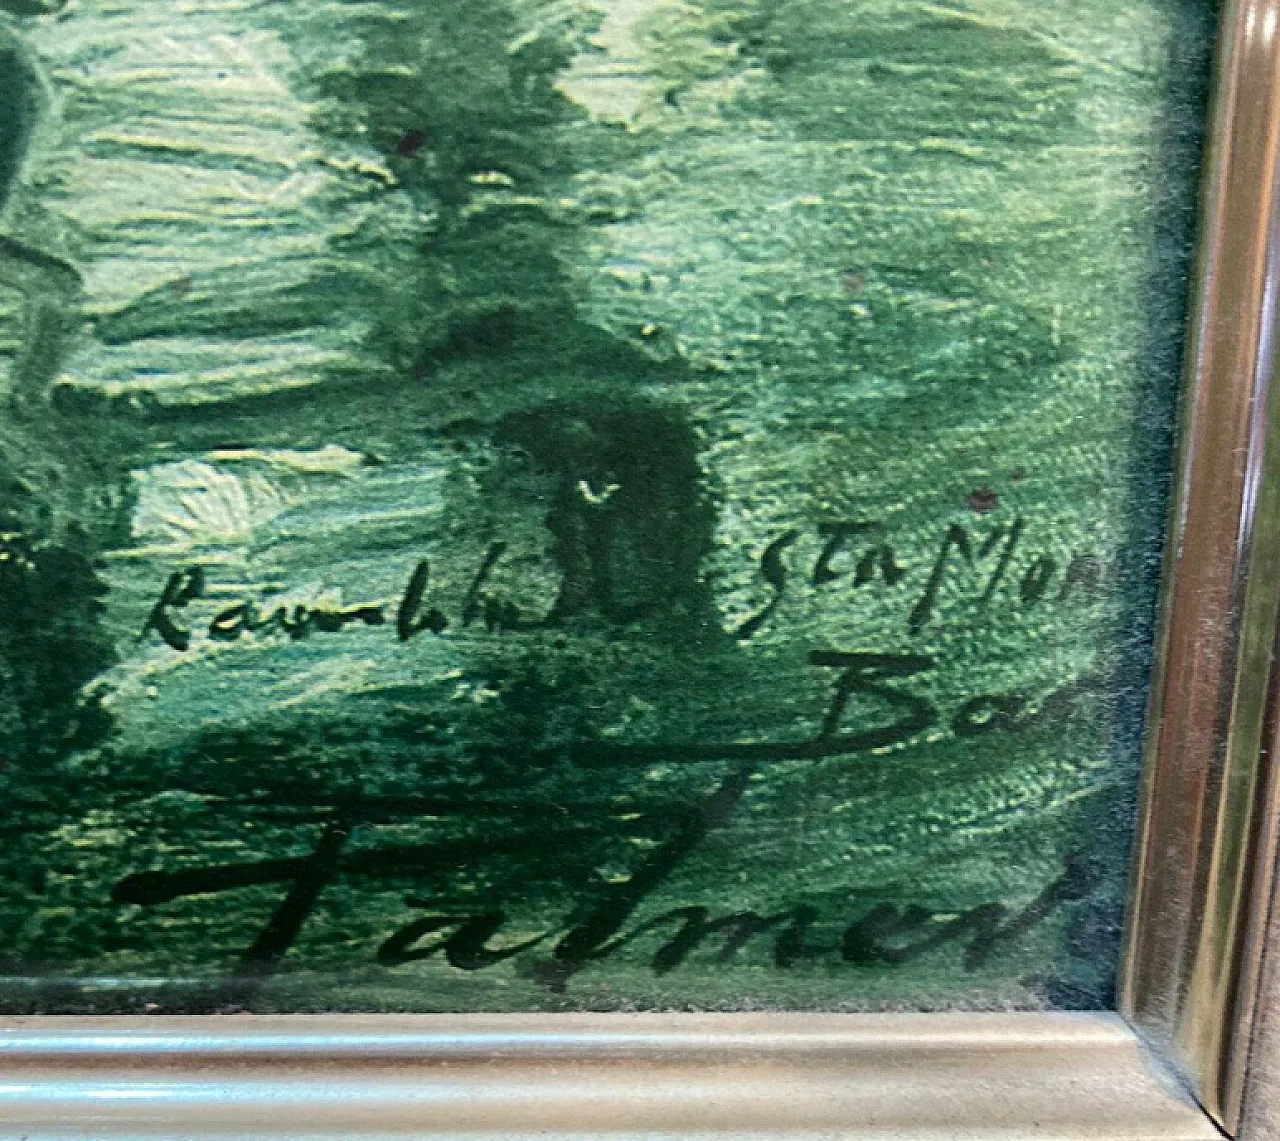 Rambla Sta Mon
Bar
Palmer